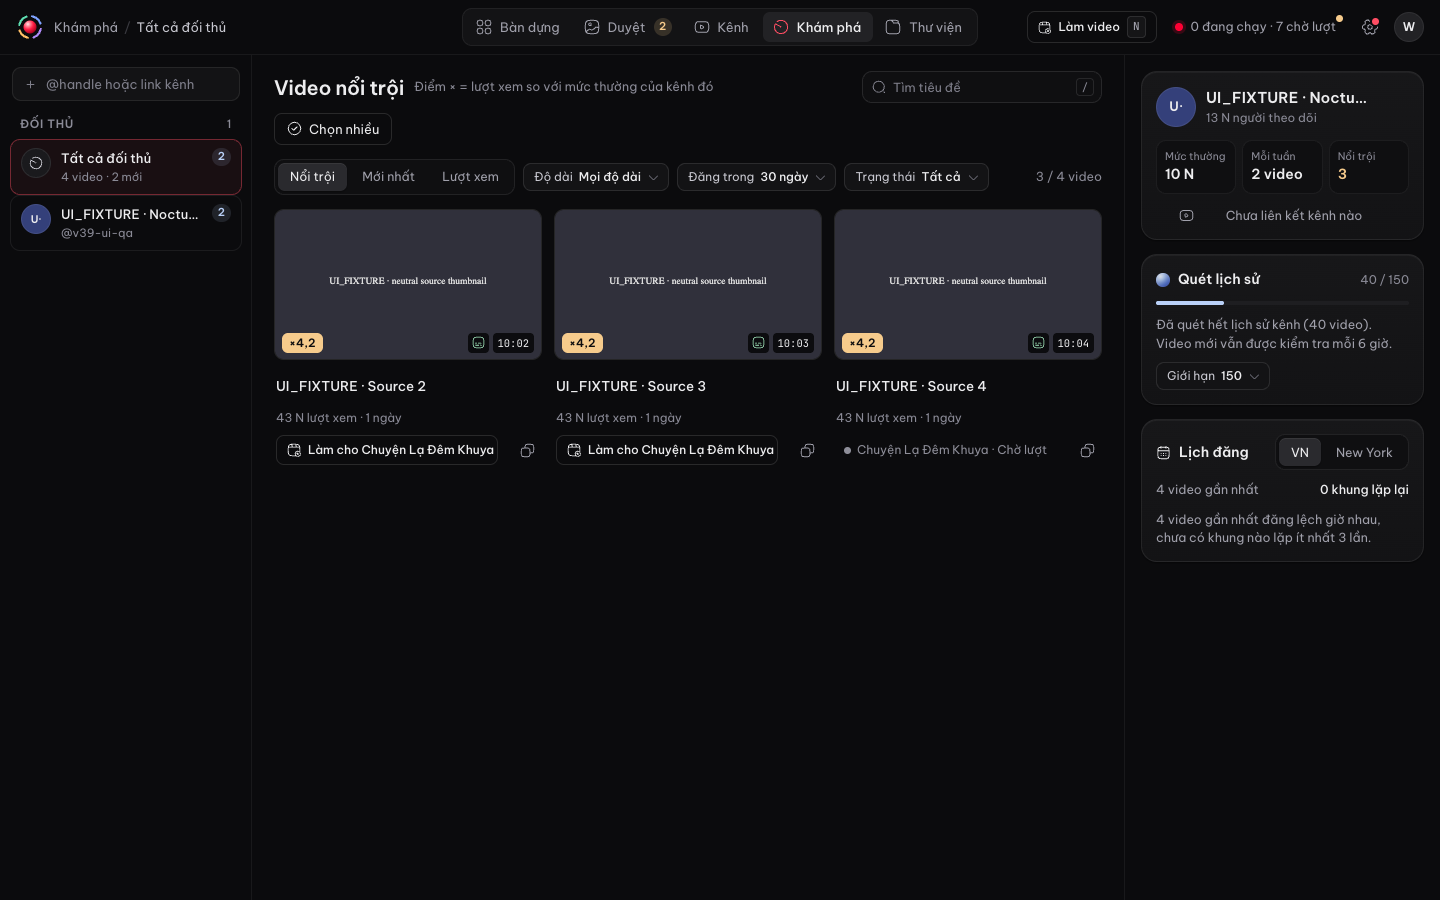 Khám phá / Tất cả đối thủ
Bàn dựng
Duyệt 2
Kênh
Khám phá
Thư viện
Làm video N
0 đang chạy · 7 chờ lượt
W
+ @handle hoặc link kênh
ĐỐI THỦ 1
Tất cả đối thủ 2
4 video · 2 mới
U·
UI_FIXTURE · Noctu... 2
@v39-ui-qa
Video nổi trội
Điểm × = lượt xem so với mức thường của kênh đó
Tìm tiêu đề /
Chọn nhiều
Nổi trội
Mới nhất
Lượt xem
Độ dài Mọi độ dài
Đăng trong 30 ngày
Trạng thái Tất cả
3 / 4 video
UI_FIXTURE · neutral source thumbnail
×4,2
10:02
UI_FIXTURE · Source 2
43 N lượt xem · 1 ngày
Làm cho Chuyện Lạ Đêm Khuya
UI_FIXTURE · neutral source thumbnail
×4,2
10:03
UI_FIXTURE · Source 3
43 N lượt xem · 1 ngày
Làm cho Chuyện Lạ Đêm Khuya
UI_FIXTURE · neutral source thumbnail
×4,2
10:04
UI_FIXTURE · Source 4
43 N lượt xem · 1 ngày
Chuyện Lạ Đêm Khuya · Chờ lượt
U·
UI_FIXTURE · Noctu...
13 N người theo dõi
Mức thường
10 N
Mỗi tuần
2 video
Nổi trội
3
Chưa liên kết kênh nào
Quét lịch sử 40 / 150
Đã quét hết lịch sử kênh (40 video).
Video mới vẫn được kiểm tra mỗi 6 giờ.
Giới hạn 150
Lịch đăng
VN
New York
4 video gần nhất 0 khung lặp lại
4 video gần nhất đăng lệch giờ nhau,
chưa có khung nào lặp ít nhất 3 lần.